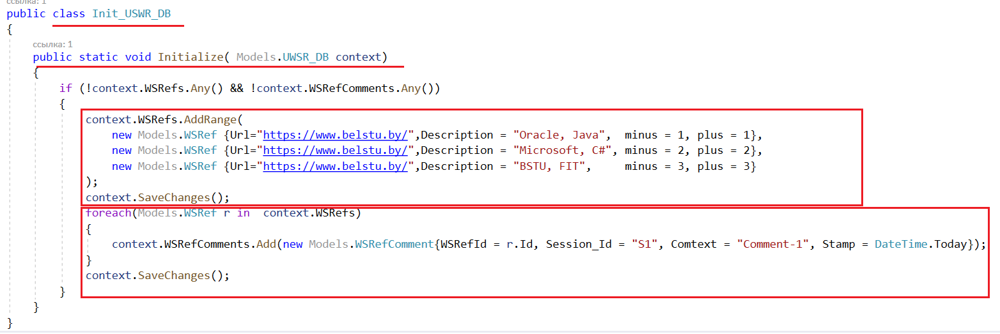 ссылка: 1
public class Init_USWR_DB
{
ссылка: 1
public static void Initialize( Models.UWSR_DB context)
{
if (!context.WSRefs.Any() && !context.WSRefComments.Any())
{
context.WSRefs.AddRange(
new Models.WSRef {Url="https://www.belstu.by/",Description = "Oracle, Java",  minus = 1, plus = 1},
new Models.WSRef {Url="https://www.belstu.by/",Description = "Microsoft, C#", minus = 2, plus = 2},
new Models.WSRef {Url="https://www.belstu.by/",Description = "BSTU, FIT",     minus = 3, plus = 3}
);
context.SaveChanges();
foreach(Models.WSRef r in  context.WSRefs)
{
context.WSRefComments.Add(new Models.WSRefComment{WSRefId = r.Id, Session_Id = "S1", Comtext = "Comment-1", Stamp = DateTime.Today});
}
context.SaveChanges();
}
}
}